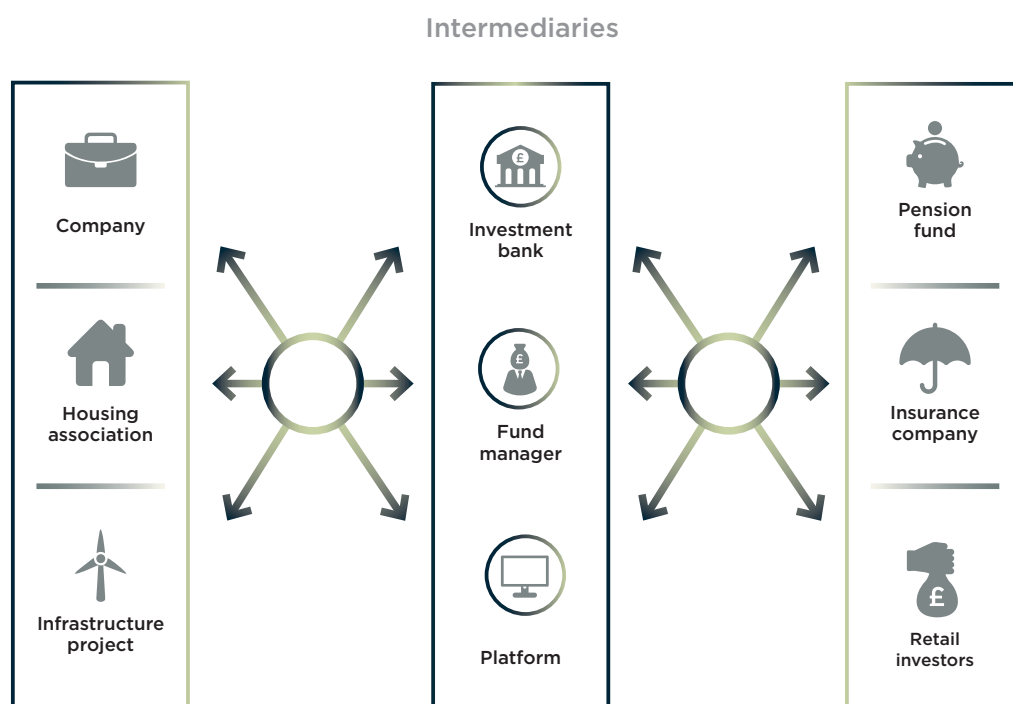 Intermediaries
Company
Housing
association
Infrastructure
project
£
Investment
bank
£
Fund
manager
Platform
Pension
fund
Insurance
company
£
Retail
investors